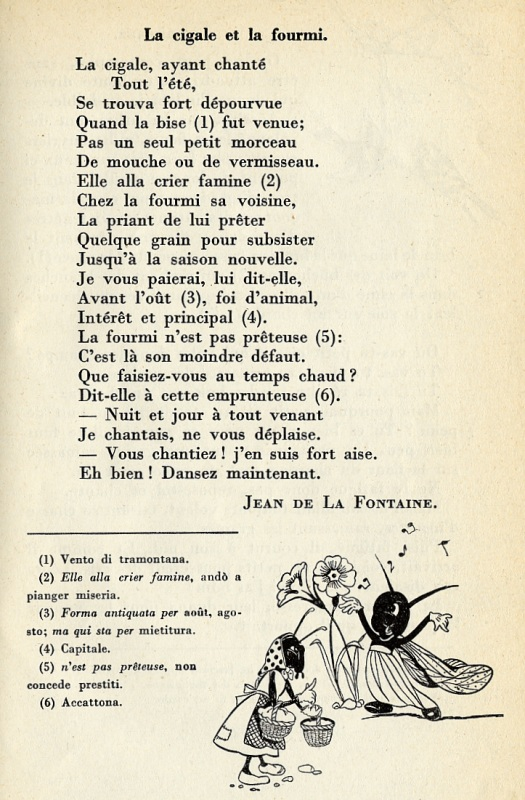 La cigale et la fourmi.
La cigale, ayant chanté
Tout l'été,
Se trouva fort dépourvue
Quand la bise (1) fut venue;
Pas un seul petit morceau
De mouche ou de vermisseau.
Elle alla crier famine (2)
Chez la fourmi sa voisine,
La priant de lui prêter
Quelque grain pour subsister
Jusqu'à la saison nouvelle.
Je vous paierai, lui dit-elle,
Avant l'oût (3), foi d'animal,
Intérêt et principal (4).
La fourmi n'est pas prêteuse (5):
C'est là son moindre défaut.
Que faisiez-vous au temps chaud?
Dit-elle à cette emprunteuse (6).
— Nuit et jour à tout venant
Je chantais, ne vous déplaise.
— Vous chantiez! j'en suis fort aise.
Eh bien! Dansez maintenant.
JEAN DE LA FONTAINE.
(1) Vento di tramontana.
(2) Elle alla crier famine, andò a
pianger miseria.
(3) Forma antiquata per août, ago-
sto; ma qui sta per mietitura.
(4) Capitale.
(5) n'est pas prêteuse, non
concede prestiti.
(6) Accattona.